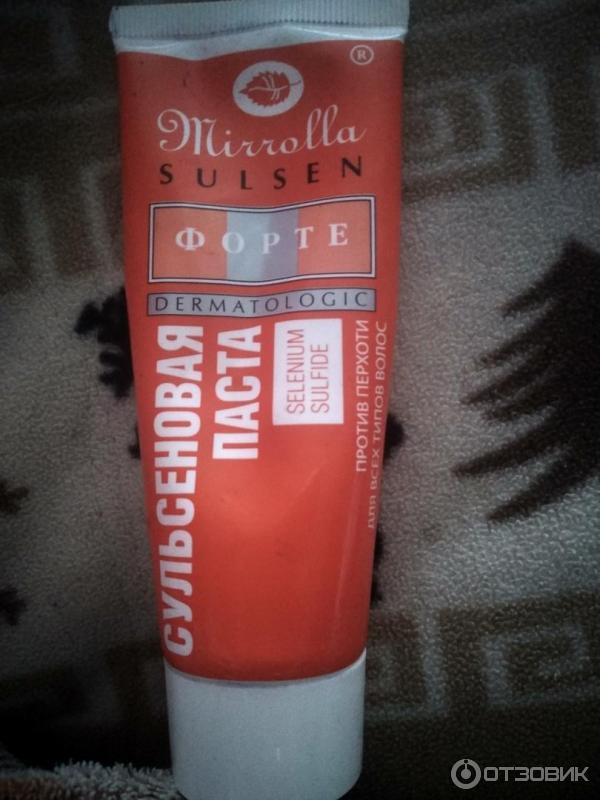 ®
Mirrolla
SULSEN
ФОРТЕ
DERMATOLOGIC
СУЛЬСЕНОВАЯ
ПАСТА
SELENIUM
SULFIDE
ПРОТИВ ПЕРХОТИ
ДЛЯ ВСЕХ ТИПОВ ВОЛОС
ОТЗОВИК